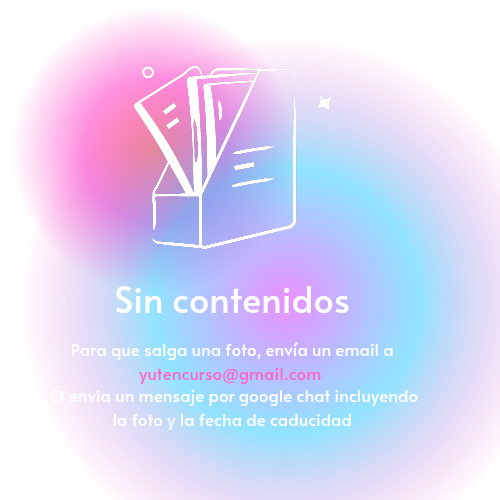 Sin contenidos
Para que salga una foto, envía un email a
yutencurso@gmail.com
O envia un mensaje por google chat incluyendo
la foto y la fecha de caducidad